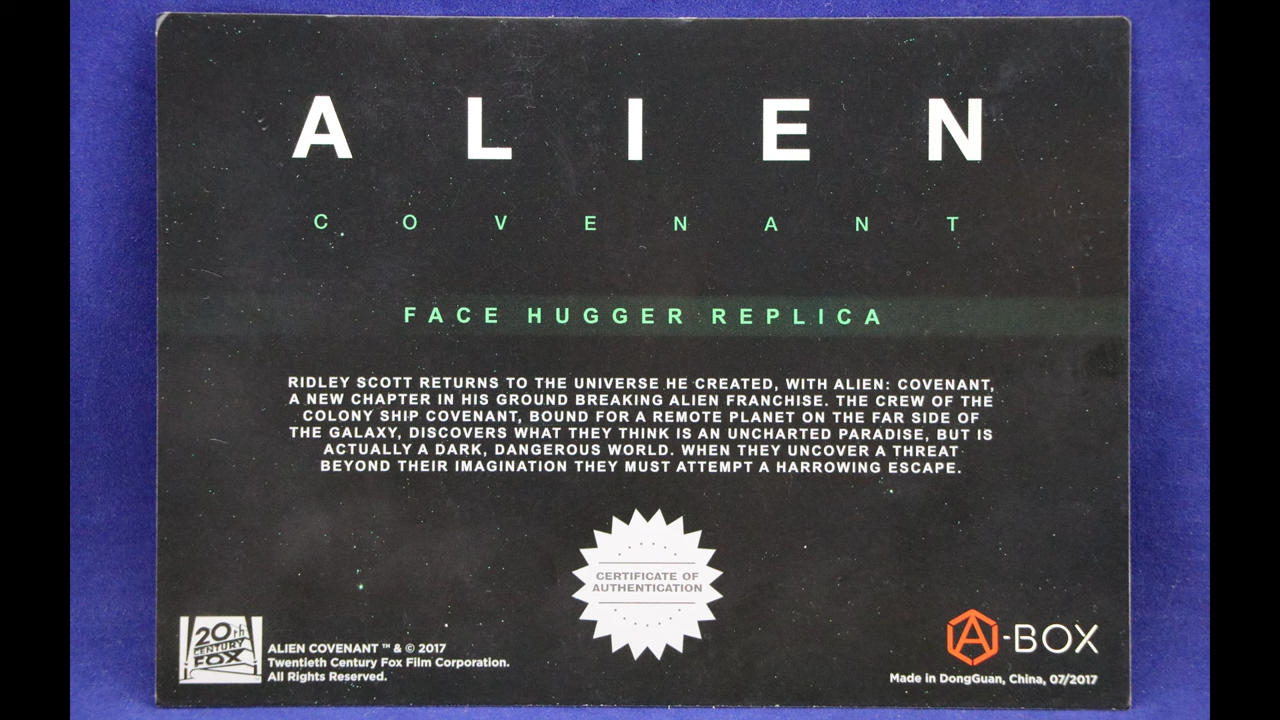 ALIEN
COVENANT
FACE HUGGER REPLICA
RIDLEY SCOTT RETURNS TO THE UNIVERSE HE CREATED, WITH ALIEN: COVENANT,
A NEW CHAPTER IN HIS GROUND BREAKING ALIEN FRANCHISE. THE CREW OF THE
COLONY SHIP COVENANT, BOUND FOR A REMOTE PLANET ON THE FAR SIDE OF
THE GALAXY, DISCOVERS WHAT THEY THINK IS AN UNCHARTED PARADISE, BUT IS
ACTUALLY A DARK, DANGEROUS WORLD. WHEN THEY UNCOVER A THREAT
BEYOND THEIR IMAGINATION THEY MUST ATTEMPT A HARROWING ESCAPE.
CERTIFICATE OF
AUTHENTICATION
20th
CENTURY
FOX
ALIEN COVENANT ™ & © 2017
Twentieth Century Fox Film Corporation.
All Rights Reserved.
A-BOX
Made in DongGuan, China, 07/2017